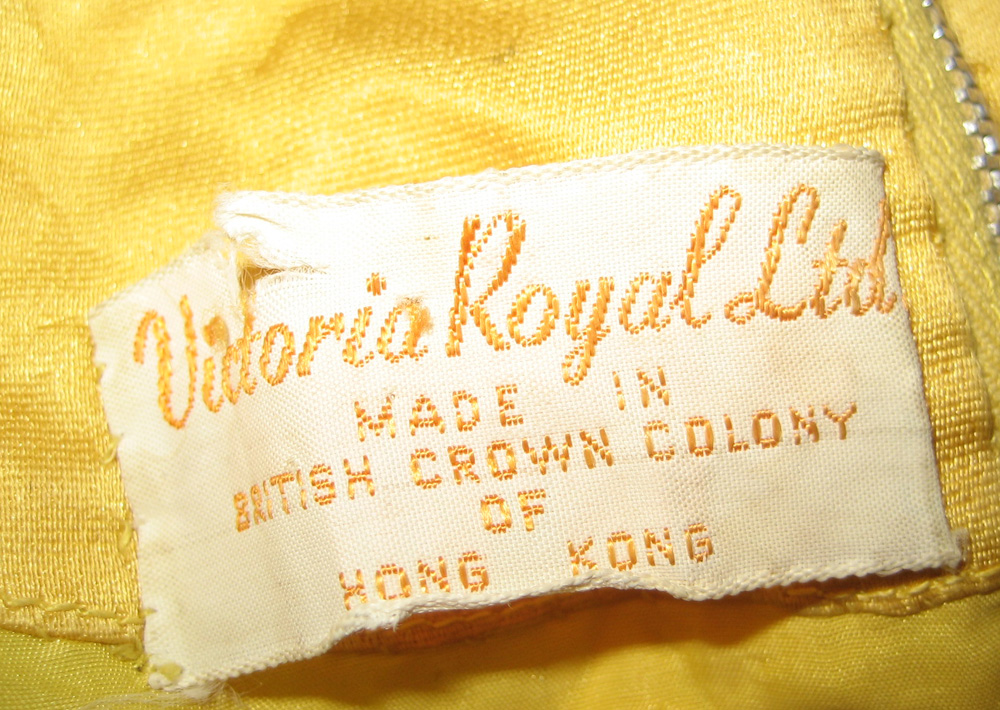 Victoria Royal Ltd
MADE IN
BRITISH CROWN COLONY
OF
HONG KONG